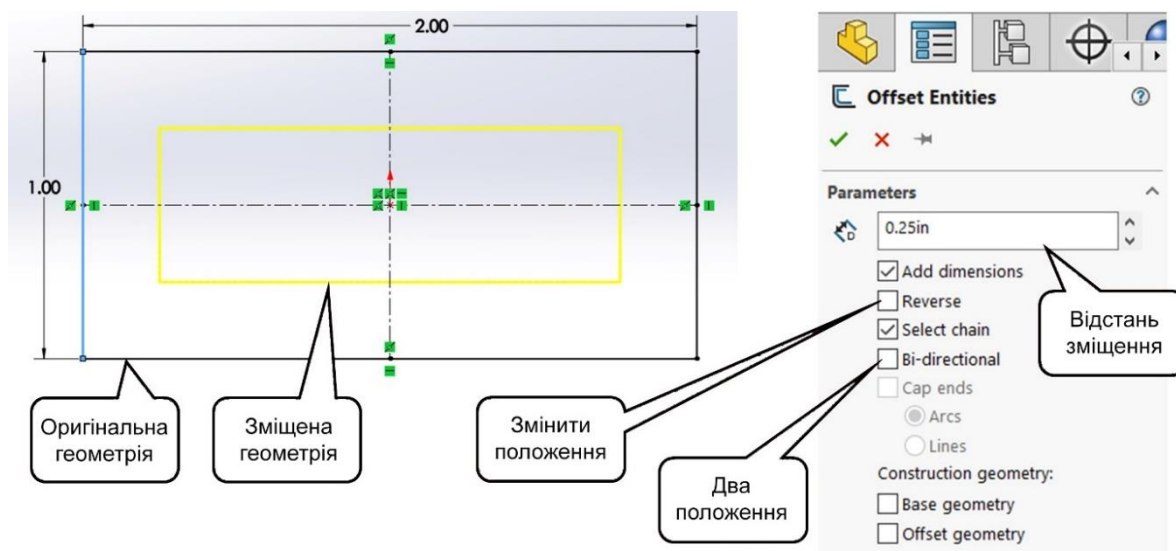 2.00
1.00
Оригінальна
геометрія
Зміщена
геометрія
Змінити
положення
Два
положення
Відстань
зміщення
Offset Entities
?
Parameters
D
0.25in
Add dimensions
Reverse
Select chain
Bi-directional
Cap ends
Arcs
Lines
Construction geometry:
Base geometry
Offset geometry